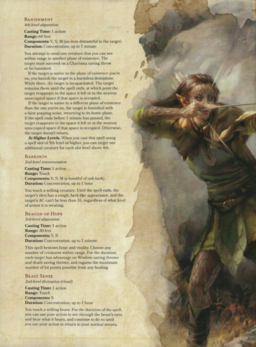 BANISHMENT
4th-level abjuration
Casting Time: 1 action
Range: 60 feet
Components: V, S, M (an item distasteful to the target)
Duration: Concentration, up to 1 minute
You attempt to send one creature that you can see
within range to another plane of existence. The
target must succeed on a Charisma saving throw
or be banished.
If the target is native to the plane of existence you're
on, you banish the target to a harmless demiplane.
While there, the target is incapacitated. The target
remains there until the spell ends, at which point the
target reappears in the space it left or in the nearest
unoccupied space if that space is occupied.
If the target is native to a different plane of existence
than the one you're on, the target is banished with
a faint popping noise, returning to its home plane.
If the spell ends before 1 minute has passed, the
target reappears in the space it left or in the nearest
unoccupied space if that space is occupied. Otherwise,
the target doesn't return.
At Higher Levels. When you cast this spell using
a spell slot of 5th level or higher, you can target one
additional creature for each slot level above 4th.
BARKSKIN
2nd-level transmutation
Casting Time: 1 action
Range: Touch
Components: V, S, M (a handful of oak bark)
Duration: Concentration, up to 1 hour
You touch a willing creature. Until the spell ends, the
target's skin has a rough, bark-like appearance, and the
target's AC can't be less than 16, regardless of what kind
of armor it is wearing.
BEACON OF HOPE
3rd-level abjuration
Casting Time: 1 action
Range: 30 feet
Components: V, S
Duration: Concentration, up to 1 minute
This spell bestows hope and vitality. Choose any
number of creatures within range. For the duration,
each target has advantage on Wisdom saving throws
and death saving throws, and regains the maximum
number of hit points possible from any healing.
BEAST SENSE
2nd-level divination (ritual)
Casting Time: 1 action
Range: Touch
Components: S
Duration: Concentration, up to 1 hour
You touch a willing beast. For the duration of the spell,
you can use your action to see through the beast's eyes
and hear what it hears, and continue to do so until
you use your action to return to your normal senses.